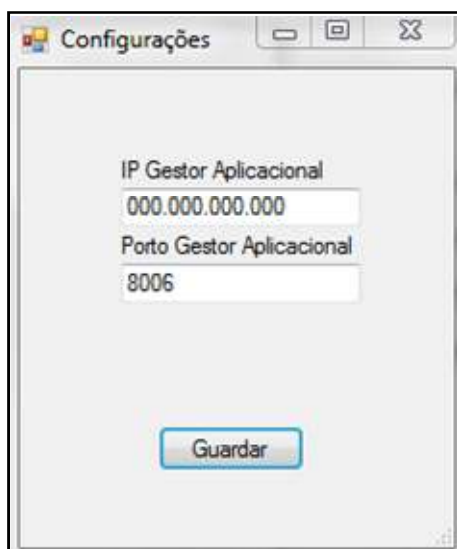 Configurações
IP Gestor Aplicacional
000.000.000.000
Porto Gestor Aplicacional
8006
Guardar